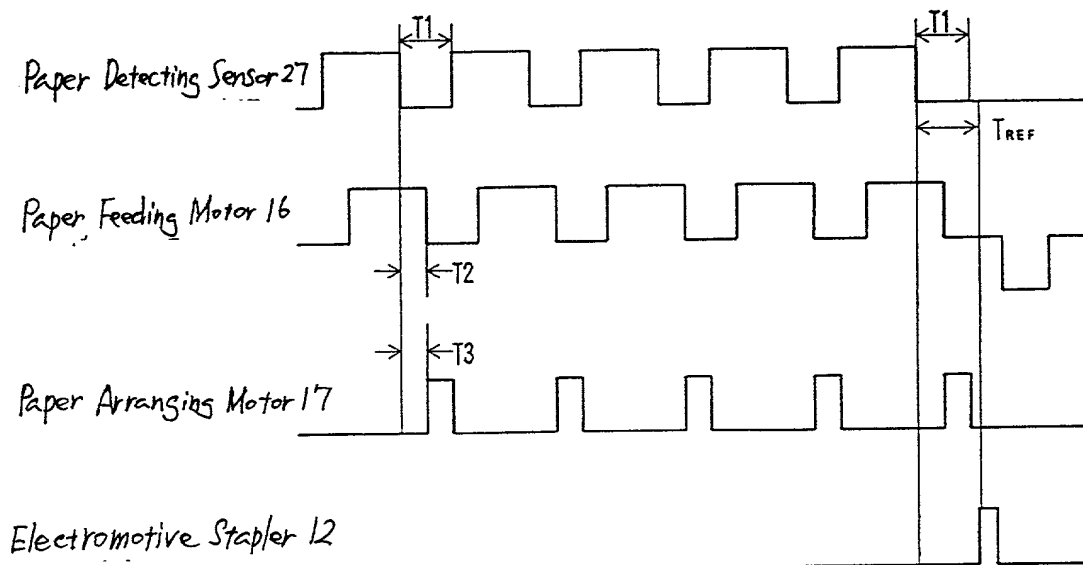 T1 T1
Paper Detecting Sensor 27
TREF
Paper Feeding Motor 16
T2
T3
Paper Arranging Motor 17
Electromotive Stapler 12